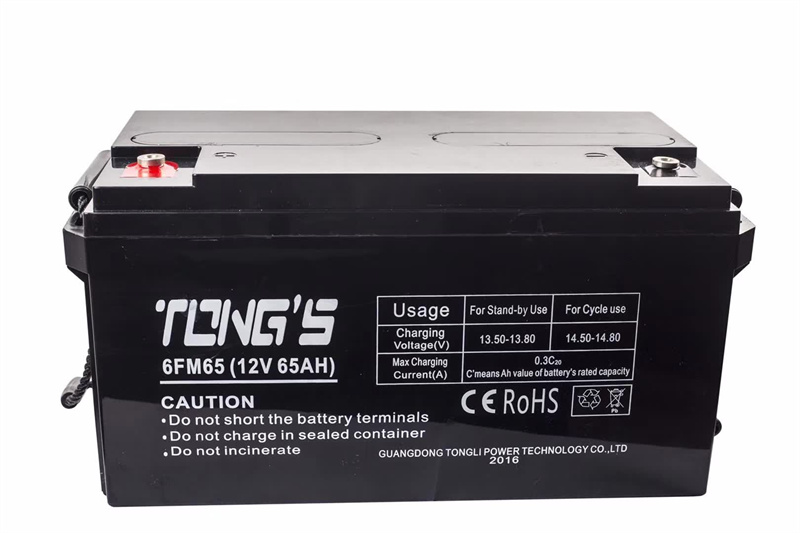 TONG'S
6FM65 (12V 65AH)
CAUTION
•Do not short the battery terminals
•Do not charge in sealed container
•Do not incinerate
Usage For Stand-by Use For Cycle use
Charging Voltage(V) 13.50-13.80 14.50-14.80
Max Charging Current(A) 0.3C₂₀ C'means Ah value of battery's rated capacity
CE RoHS Pb
GUANGDONG TONGLI POWER TECHNOLOGY CO.,LTD
2016